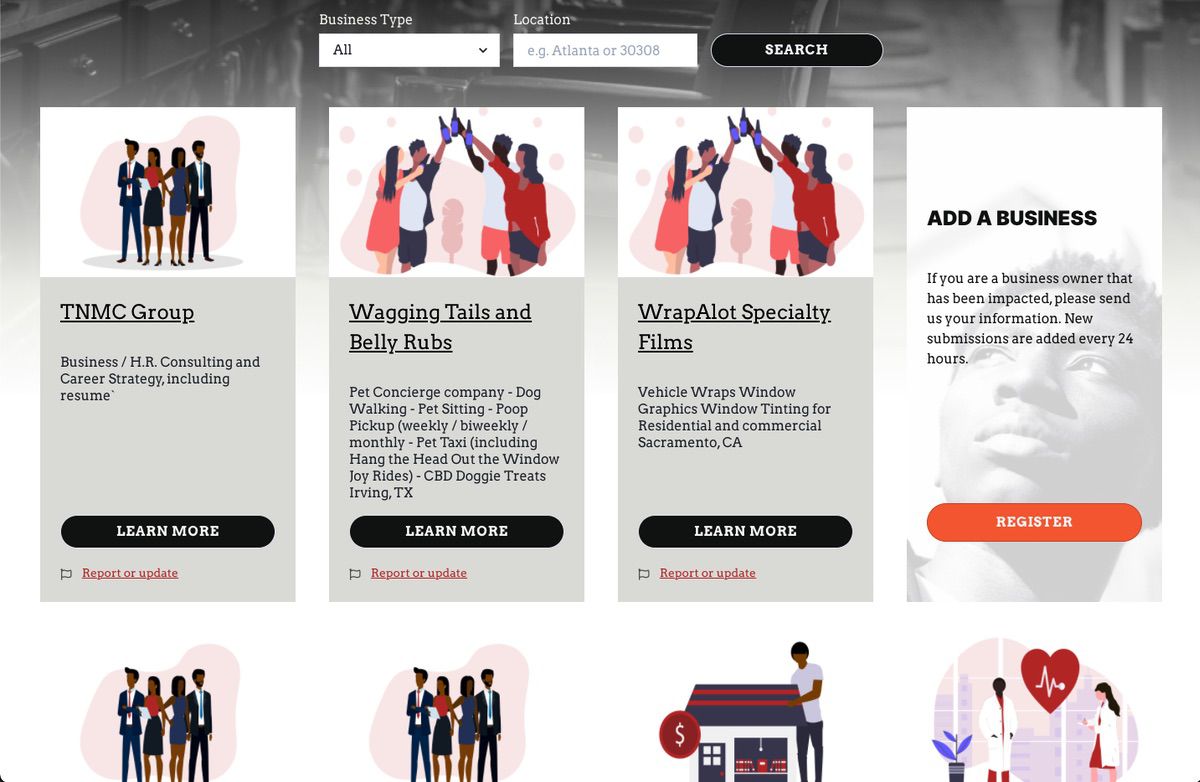 Business Type
Location
All
e.g. Atlanta or 30308
SEARCH
TNMC Group
Business / H.R. Consulting and
Career Strategy, including
resume`
LEARN MORE
Report or update
Wagging Tails and
Belly Rubs
Pet Concierge company - Dog
Walking - Pet Sitting - Poop
Pickup (weekly / biweekly /
monthly - Pet Taxi (including
Hang the Head Out the Window
Joy Rides) - CBD Doggie Treats
Irving, TX
LEARN MORE
Report or update
WrapAlot Specialty
Films
Vehicle Wraps Window
Graphics Window Tinting for
Residential and commercial
Sacramento, CA
LEARN MORE
Report or update
ADD A BUSINESS
If you are a business owner that
has been impacted, please send
us your information. New
submissions are added every 24
hours.
REGISTER
$